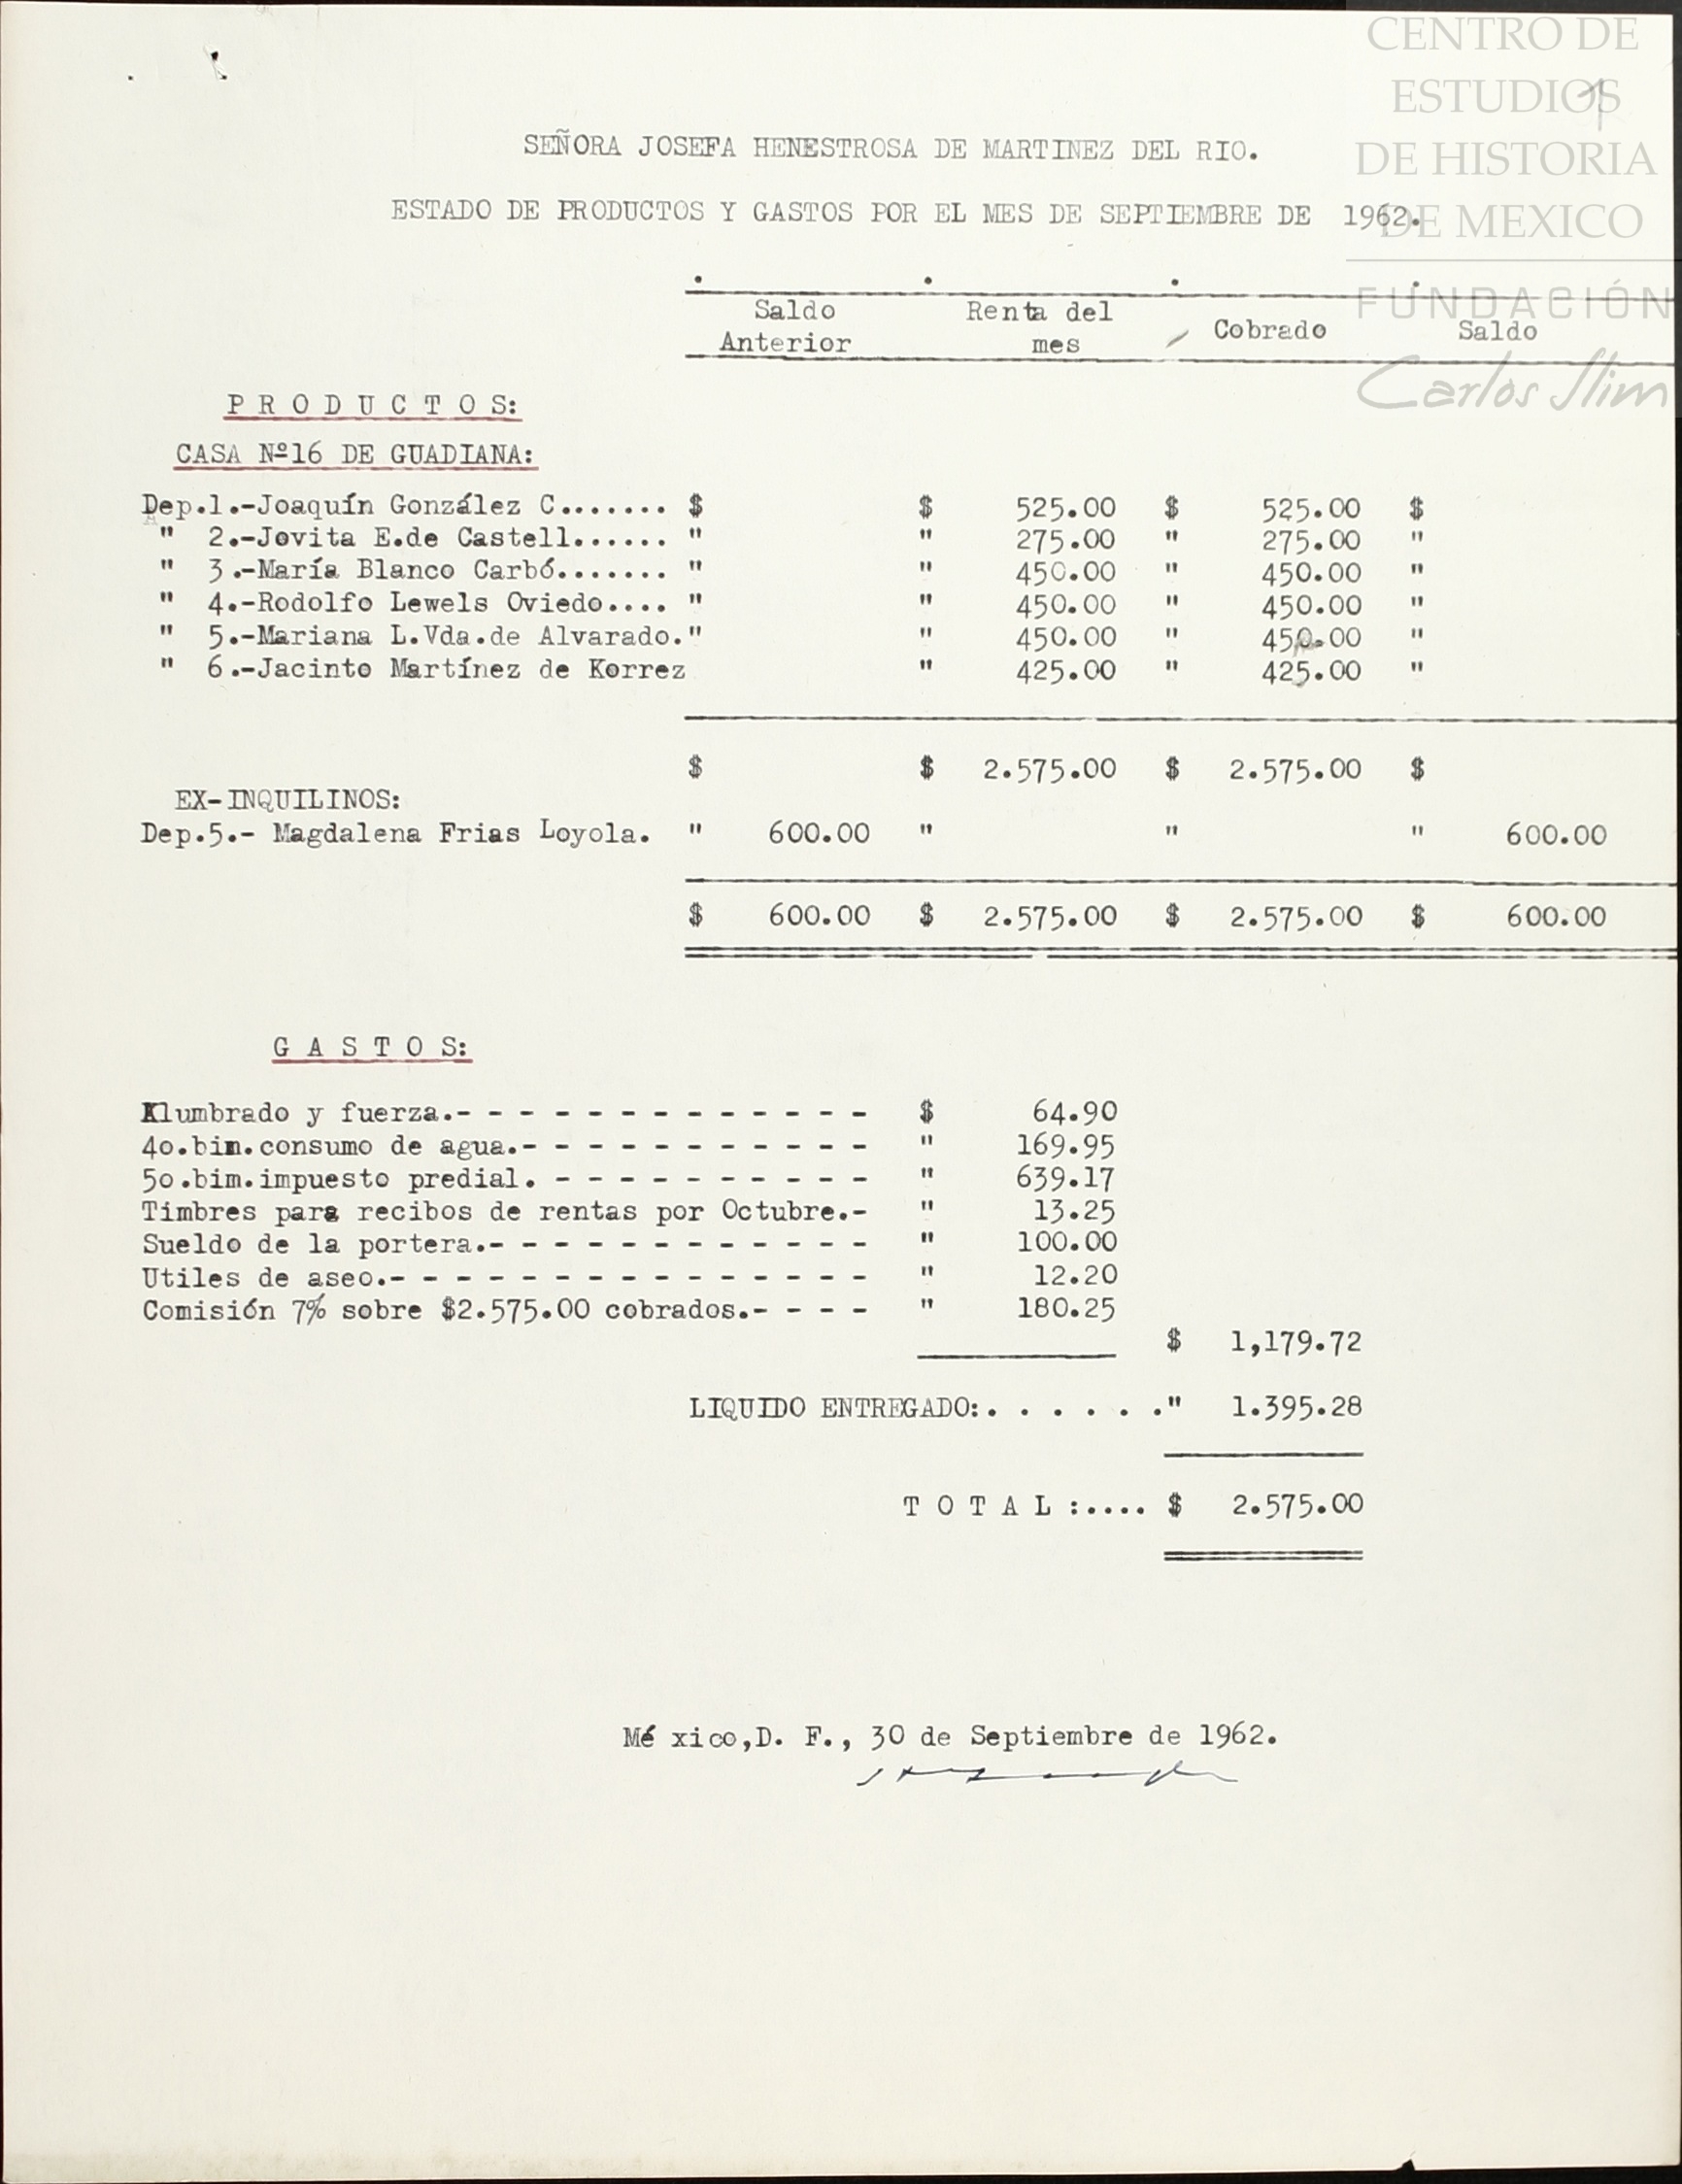 CENTRO DE
ESTUDIOS
DE HISTORIA
DE MEXICO
FUNDACIÓN
Carlos Slim
1
SEÑORA JOSEFA HENESTROSA DE MARTINEZ DEL RIO.
ESTADO DE PRODUCTOS Y GASTOS POR EL MES DE SEPTIEMBRE DE 1962.
Saldo Anterior Renta del mes Cobrado Saldo
P R O D U C T O S:
CASA Nº16 DE GUADIANA:
Dep.1.-Joaquín González C....... $ $ 525.00 $ 525.00 $
" 2.-Jovita E.de Castell...... " " 275.00 " 275.00 "
" 3.-María Blanco Carbó....... " " 450.00 " 450.00 "
" 4.-Rodolfo Lewels Oviedo.... " " 450.00 " 450.00 "
" 5.-Mariana L.Vda.de Alvarado." " 450.00 " 450.00 "
" 6.-Jacinto Martínez de Korrez " 425.00 " 425.00 "
$ $ 2.575.00 $ 2.575.00 $
EX-INQUILINOS:
Dep.5.- Magdalena Frias Loyola. " 600.00 " " " 600.00
$ 600.00 $ 2.575.00 $ 2.575.00 $ 600.00
G A S T O S:
Alumbrado y fuerza.- - - - - - - - - - - - - - $ 64.90
4o.bim.consumo de agua.- - - - - - - - - - - - " 169.95
5o.bim.impuesto predial. - - - - - - - - - - " 639.17
Timbres para recibos de rentas por Octubre.- " 13.25
Sueldo de la portera.- - - - - - - - - - - - - " 100.00
Utiles de aseo.- - - - - - - - - - - - - - - - " 12.20
Comisión 7% sobre $2.575.00 cobrados.- - - - " 180.25
$ 1,179.72
LIQUIDO ENTREGADO:. . . . . . ." 1.395.28
T O T A L :.... $ 2.575.00
Mé xico,D. F., 30 de Septiembre de 1962.